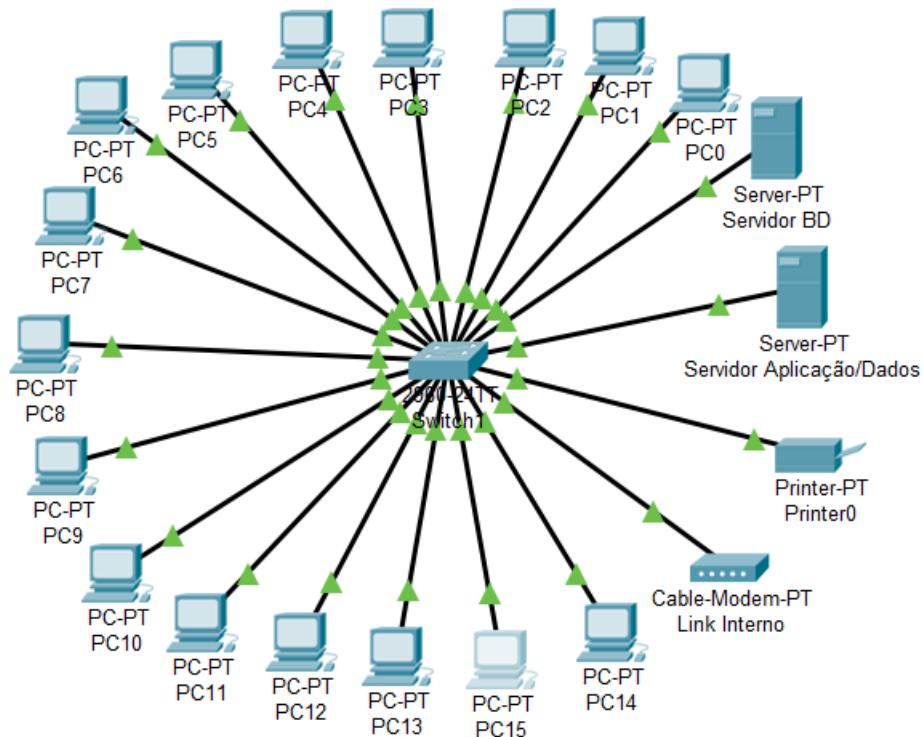 PC-PT
PC4
PC-PT
PC3
PC-PT
PC2
PC-PT
PC1
PC-PT
PC5
PC-PT
PC0
PC-PT
PC6
Server-PT
Servidor BD
PC-PT
PC7
Server-PT
Servidor Aplicação/Dados
PC-PT
PC8
2960-24TT
Switch1
PC-PT
PC9
Printer-PT
Printer0
PC-PT
PC10
Cable-Modem-PT
Link Interno
PC-PT
PC11
PC-PT
PC12
PC-PT
PC13
PC-PT
PC15
PC-PT
PC14